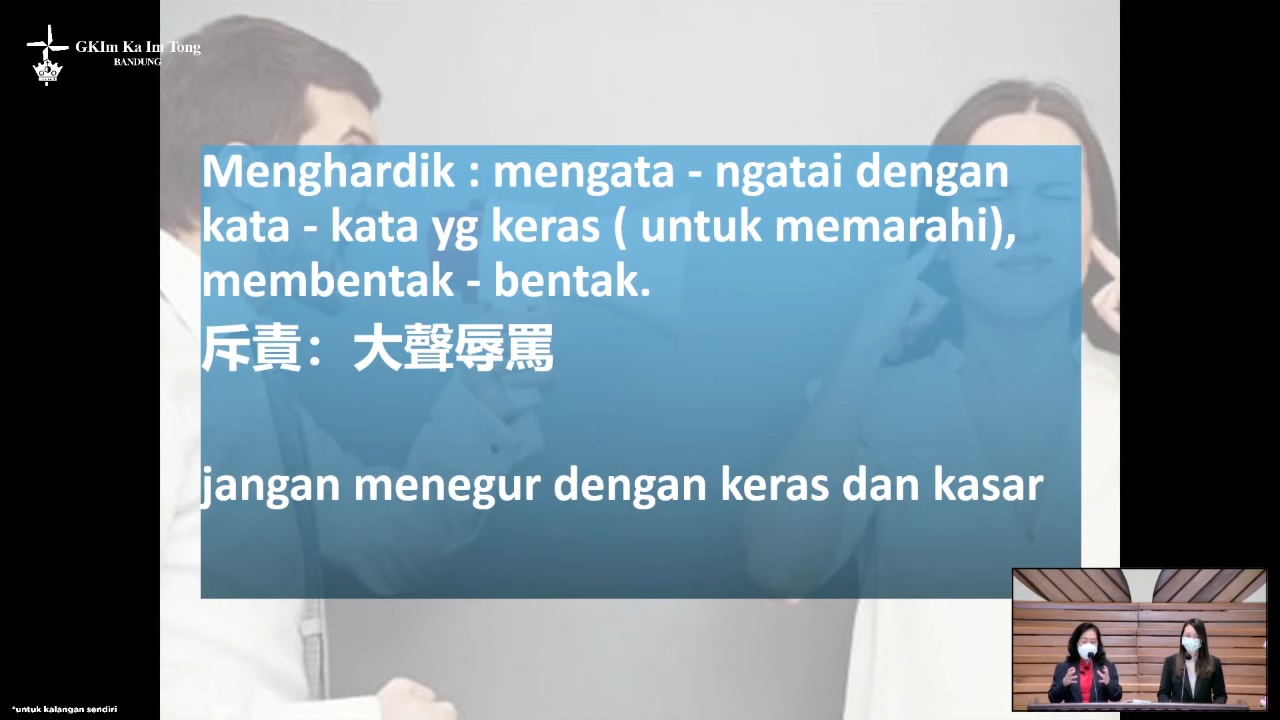 GKIm Ka Im Tong
BANDUNG
Menghardik : mengata - ngatai dengan
kata - kata yg keras ( untuk memarahi),
membentak - bentak.
斥責：大聲辱罵
jangan menegur dengan keras dan kasar
*untuk kalangan sendiri